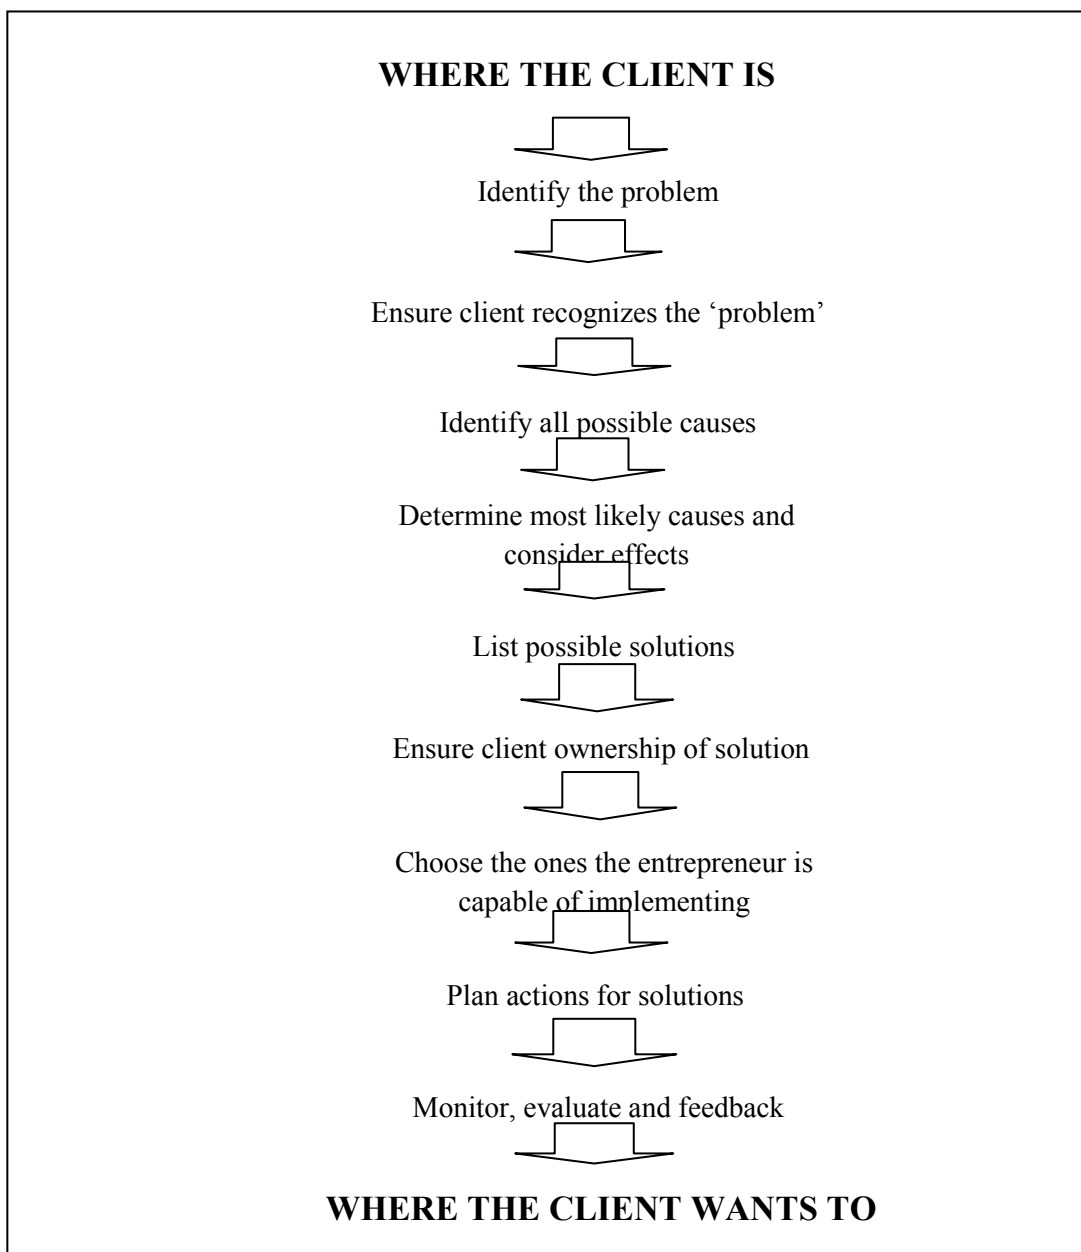 WHERE THE CLIENT IS
Identify the problem
Ensure client recognizes the ‘problem’
Identify all possible causes
Determine most likely causes and
consider effects
List possible solutions
Ensure client ownership of solution
Choose the ones the entrepreneur is
capable of implementing
Plan actions for solutions
Monitor, evaluate and feedback
WHERE THE CLIENT WANTS TO